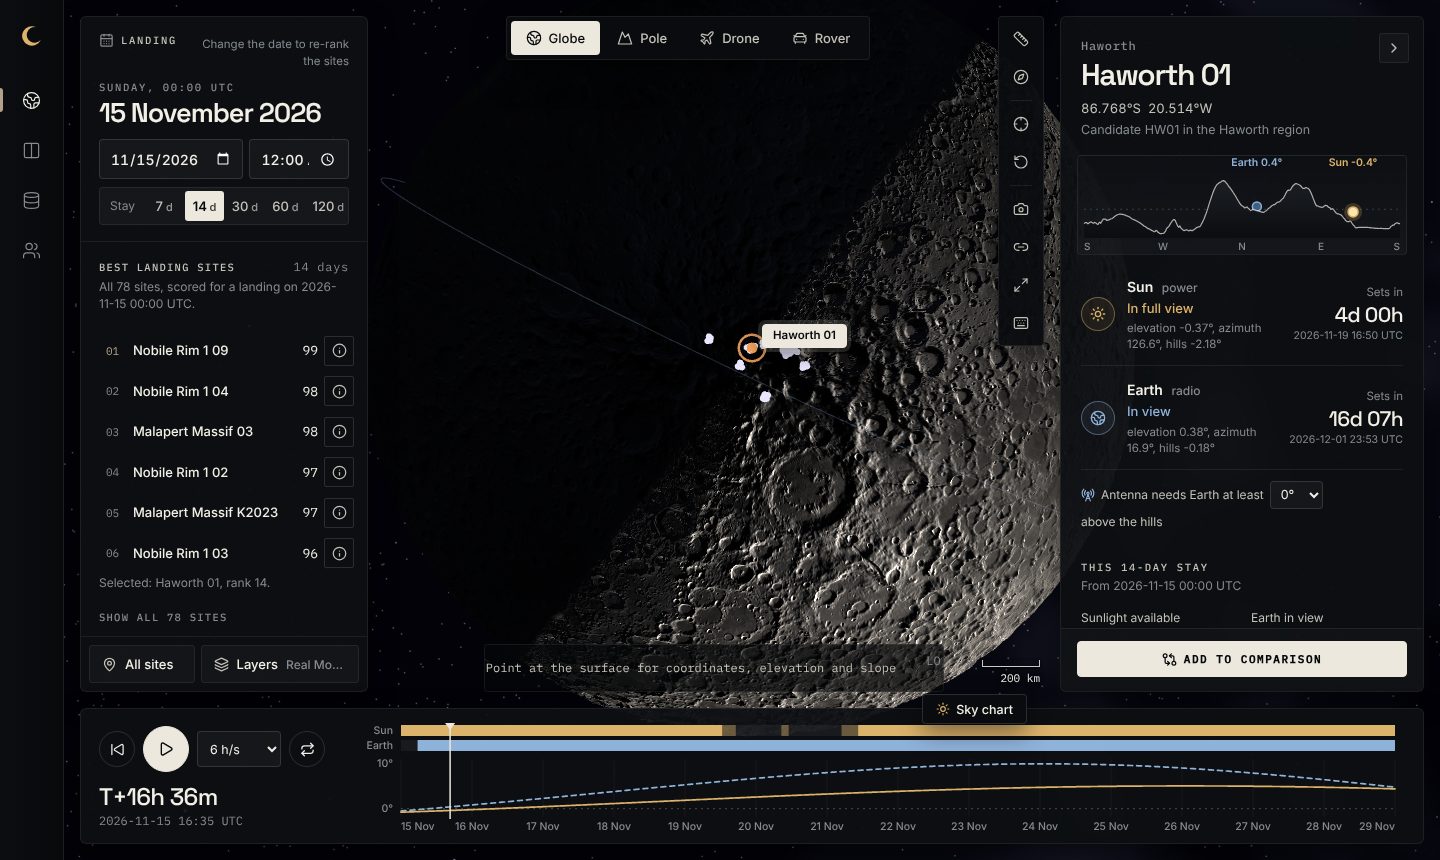 LANDING
Change the date to re-rank
the sites
SUNDAY, 00:00 UTC
15 November 2026
11/15/2026
12:00
Stay 7 d 14 d 30 d 60 d 120 d
BEST LANDING SITES 14 days
All 78 sites, scored for a landing on 2026-
11-15 00:00 UTC.
01 Nobile Rim 1 09 99
02 Nobile Rim 1 04 98
03 Malapert Massif 03 98
04 Nobile Rim 1 02 97
05 Malapert Massif K2023 97
06 Nobile Rim 1 03 96
Selected: Haworth 01, rank 14.
SHOW ALL 78 SITES
All sites
Layers Real Mo...
Globe Pole Drone Rover
Haworth 01
Point at the surface for coordinates, elevation and slope
LO
200 km
Haworth
Haworth 01
86.768°S 20.514°W
Candidate HW01 in the Haworth region
Earth 0.4° Sun -0.4°
S W N E S
Sun power
In full view
elevation -0.37°, azimuth
126.6°, hills -2.18°
Sets in
4d 00h
2026-11-19 16:50 UTC
Earth radio
In view
elevation 0.38°, azimuth
16.9°, hills -0.18°
Sets in
16d 07h
2026-12-01 23:53 UTC
Antenna needs Earth at least 0°
above the hills
THIS 14-DAY STAY
From 2026-11-15 00:00 UTC
Sunlight available Earth in view
ADD TO COMPARISON
Sky chart
6 h/s
T+16h 36m
2026-11-15 16:35 UTC
Sun
Earth
10°
0°
15 Nov 16 Nov 17 Nov 18 Nov 19 Nov 20 Nov 21 Nov 22 Nov 23 Nov 24 Nov 25 Nov 26 Nov 27 Nov 28 Nov 29 Nov